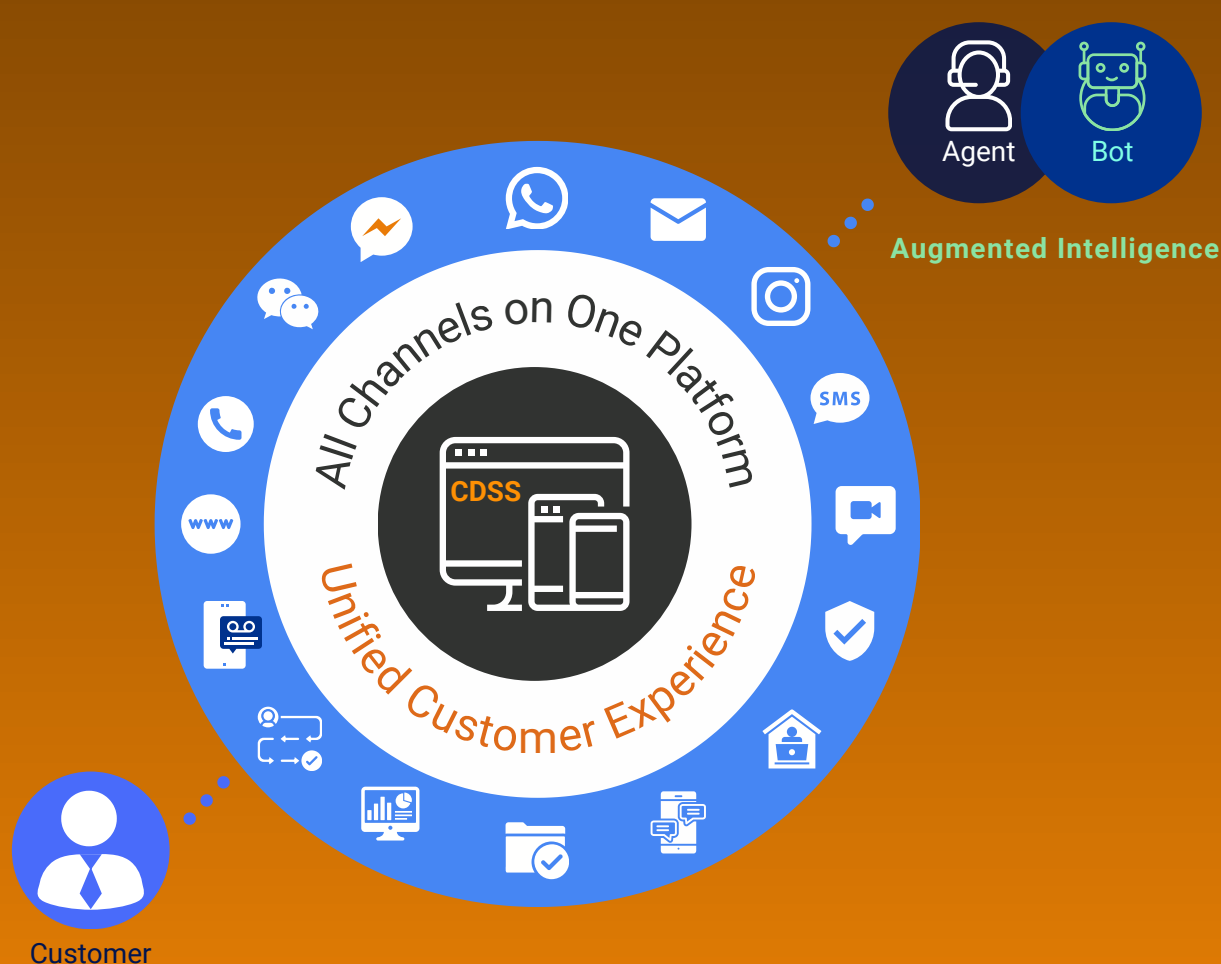 Agent
Bot
Augmented Intelligence
All Channels on One Platform
SMS
CDSS
www
Unified Customer Experience
Customer